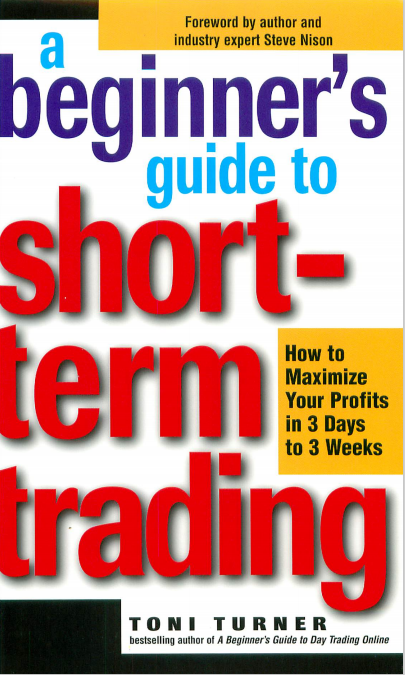 Foreword by author and
industry expert Steve Nison
a
beginner's
guide to
short-
term
trading
How to
Maximize
Your Profits
in 3 Days
to 3 Weeks
TONI TURNER
bestselling author of A Beginner's Guide to Day Trading Online